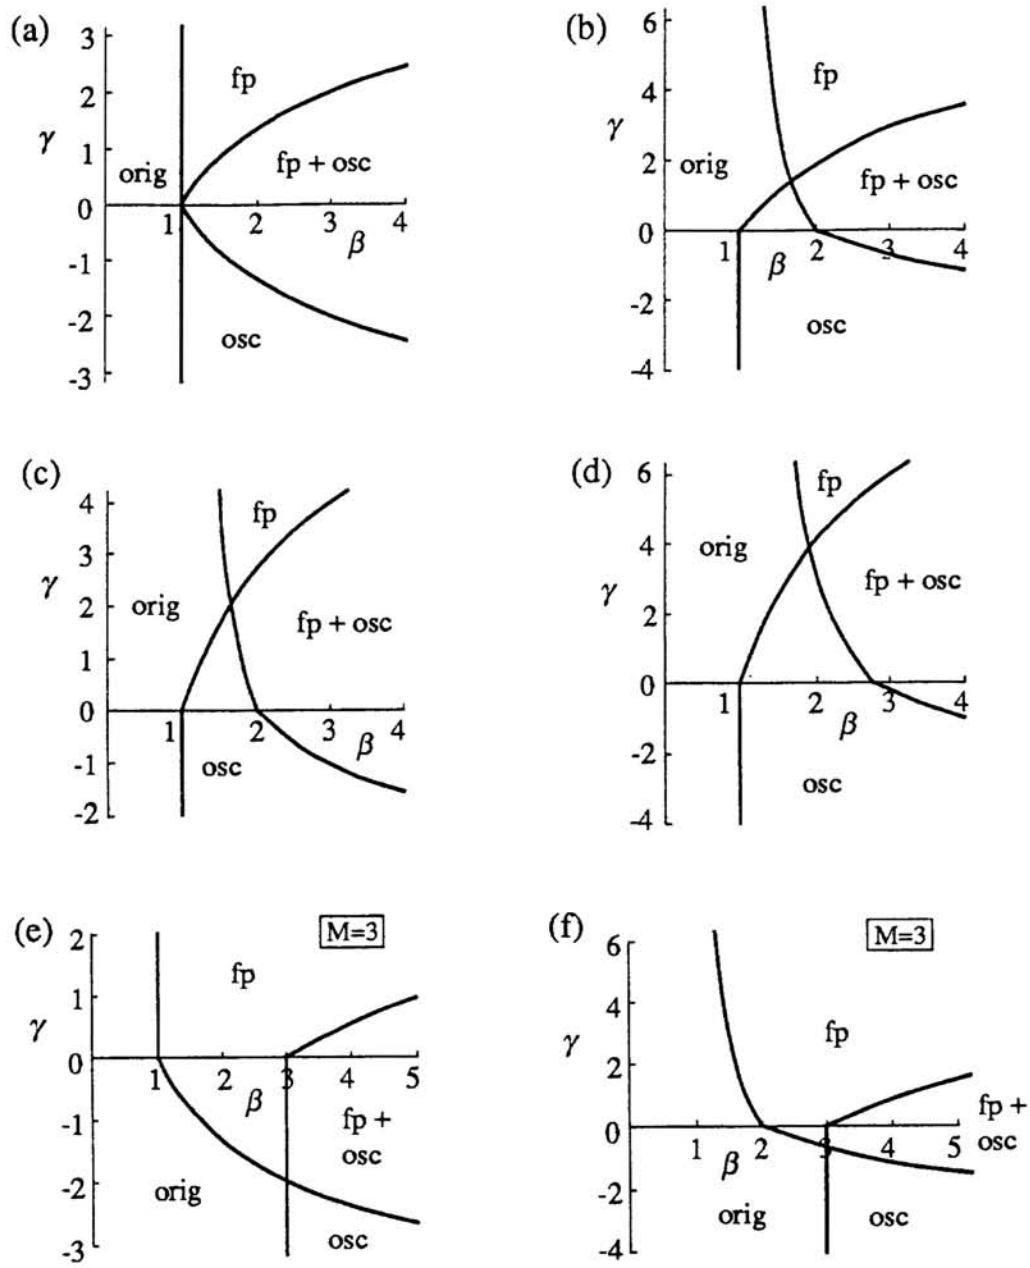 (a)
3
2
1
0
-1
-2
-3
γ
orig
fp
fp + osc
osc
1 2 3 4
β
(b)
6
4
2
0
-2
-4
γ
orig
fp
fp + osc
osc
1 2 3 4
β
(c)
4
3
2
1
0
-1
-2
γ
orig
fp
fp + osc
osc
1 2 3 4
β
(d)
6
4
2
0
-2
-4
γ
orig
fp
fp + osc
osc
1 2 3 4
β
(e)
M=3
2
1
0
-1
-2
-3
γ
fp
1 2 3 4 5
β
fp +
osc
orig
osc
(f)
M=3
6
4
2
0
-2
-4
γ
fp
fp +
osc
1 2 3 4 5
β
orig
osc